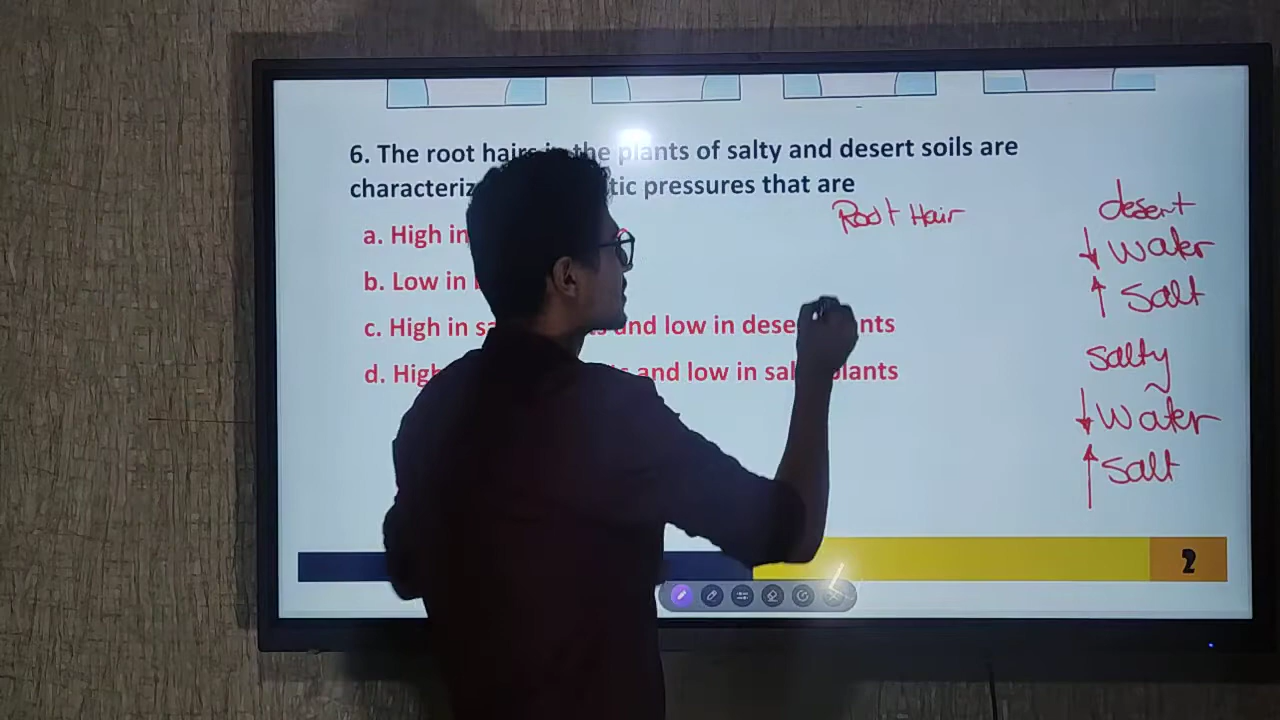 6. The root hairs in the plants of salty and desert soils are
characteriz tic pressures that are
a. High in
b. Low in
c. High in sa and low in dese nts
d. Hig and low in sal plants
Root Hair
desert
↓ water
↑ salt
salty
↓ water
↑ salt
2